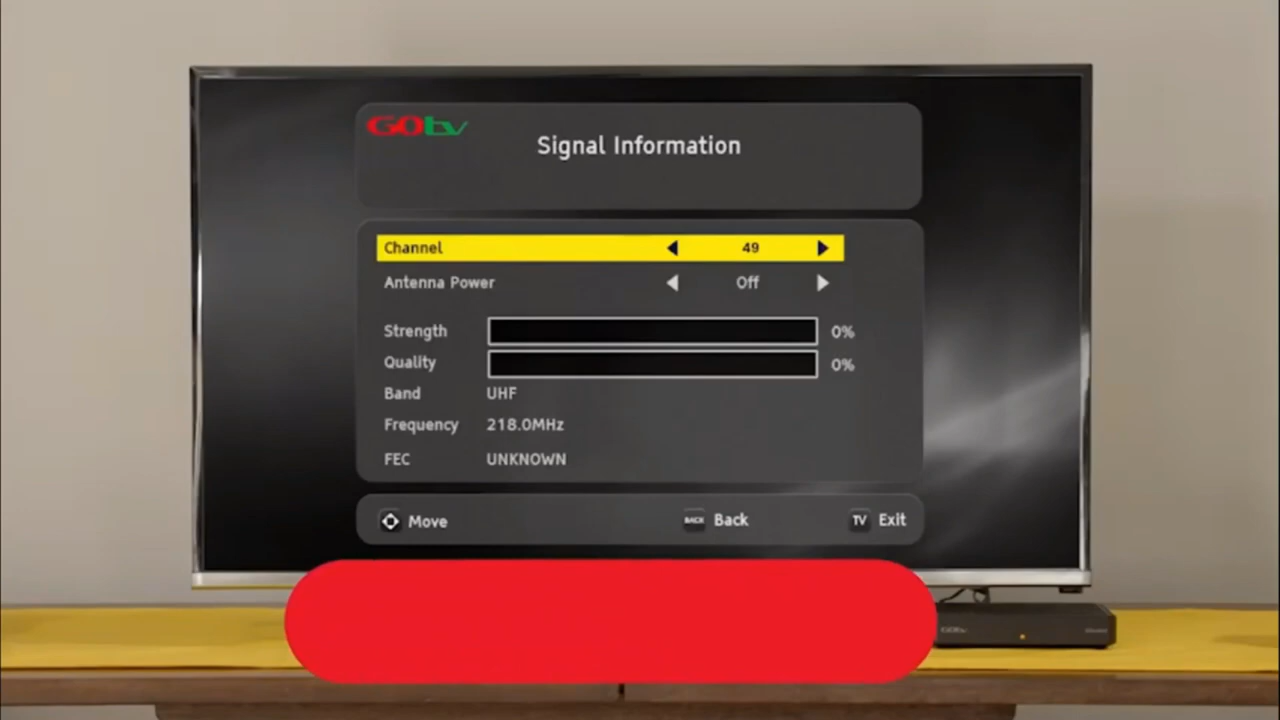 GOtv
Signal Information
Channel 49
Antenna Power Off
Strength 0%
Quality 0%
Band UHF
Frequency 218.0MHz
FEC UNKNOWN
Move BACK Back TV Exit
GOtv